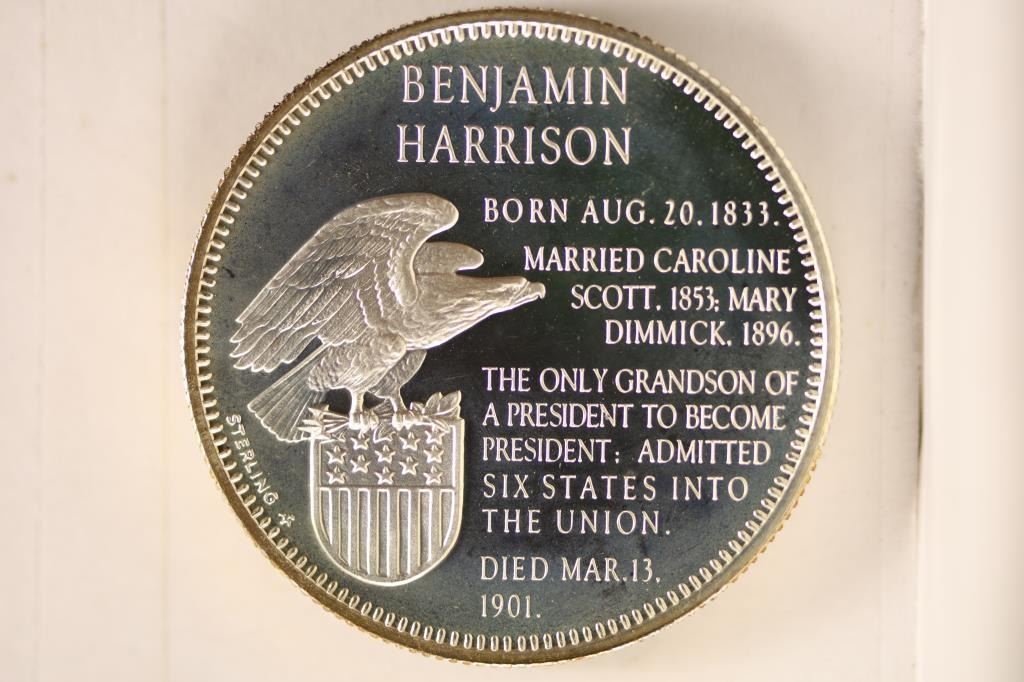 BENJAMIN
HARRISON
BORN AUG. 20. 1833.
MARRIED CAROLINE
SCOTT, 1853; MARY
DIMMICK, 1896.
THE ONLY GRANDSON OF
A PRESIDENT TO BECOME
PRESIDENT; ADMITTED
SIX STATES INTO
THE UNION.
DIED MAR.13.
1901.
STERLING